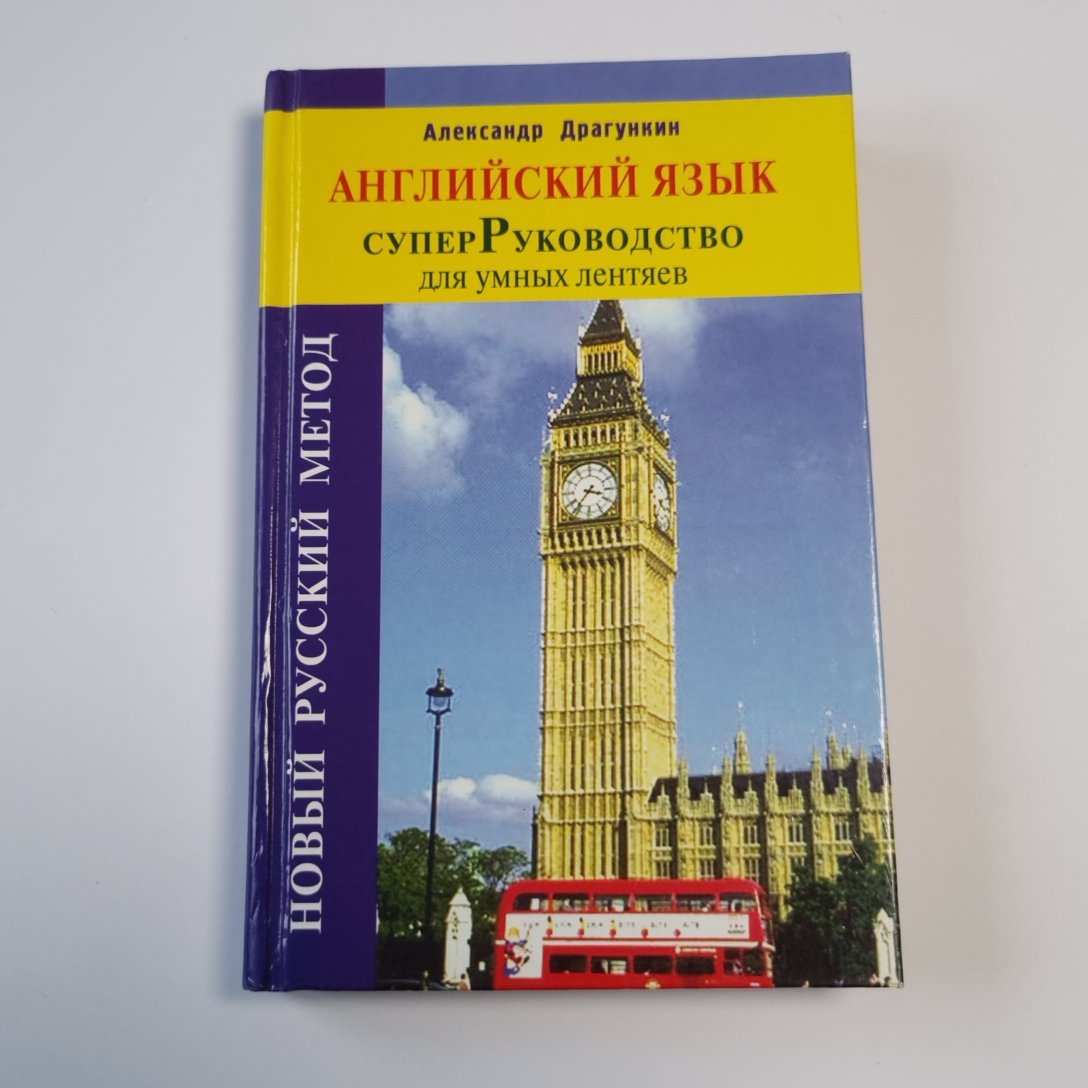 Александр Драгункин
АНГЛИЙСКИЙ ЯЗЫК
СУПЕРРУКОВОДСТВО
для умных лентяев
НОВЫЙ РУССКИЙ МЕТОД